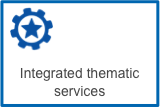 Integrated thematic
services